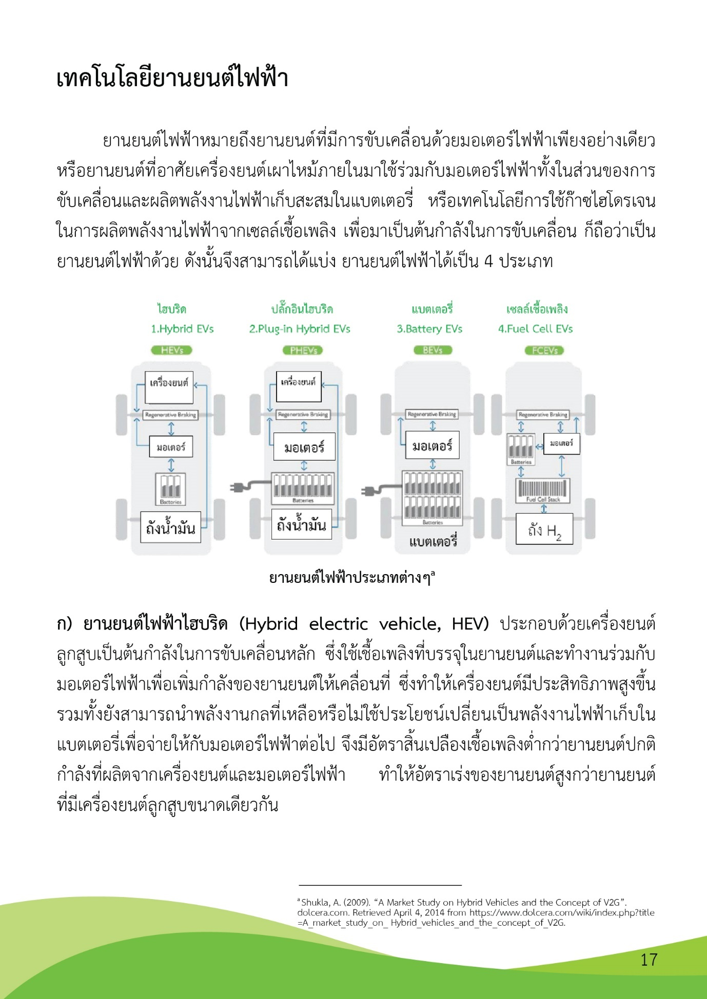 เทคโนโลยียานยนต์ไฟฟ้า
ยานยนต์ไฟฟ้าหมายถึงยานยนต์ที่มีการขับเคลื่อนด้วยมอเตอร์ไฟฟ้าเพียงอย่างเดียว
หรือยานยนต์ที่อาศัยเครื่องยนต์เผาไหม้ภายในมาใช้ร่วมกับมอเตอร์ไฟฟ้าทั้งในส่วนของการ
ขับเคลื่อนและผลิตพลังงานไฟฟ้าเก็บสะสมในแบตเตอรี่ หรือเทคโนโลยีการใช้ก๊าซไฮโดรเจน
ในการผลิตพลังงานไฟฟ้าจากเซลล์เชื้อเพลิง เพื่อมาเป็นต้นกำลังในการขับเคลื่อน ก็ถือว่าเป็น
ยานยนต์ไฟฟ้าด้วย ดังนั้นจึงสามารถได้แบ่ง ยานยนต์ไฟฟ้าได้เป็น 4 ประเภท
ไฮบริด
1.Hybrid EVs
HEVs
เครื่องยนต์
Regenerative Braking
มอเตอร์
Batteries
ถังน้ำมัน
ปลั๊กอินไฮบริด
2.Plug-in Hybrid EVs
PHEVs
เครื่องยนต์
Regenerative Braking
มอเตอร์
Batteries
ถังน้ำมัน
แบตเตอรี่
3.Battery EVs
BEVs
Regenerative Braking
มอเตอร์
Batteries
แบตเตอรี่
เซลล์เชื้อเพลิง
4.Fuel Cell EVs
FCEVs
Regenerative Braking
มอเตอร์
Batteries
Fuel Cell Stack
ถัง H₂
ยานยนต์ไฟฟ้าประเภทต่างๆᵃ
ก) ยานยนต์ไฟฟ้าไฮบริด (Hybrid electric vehicle, HEV) ประกอบด้วยเครื่องยนต์
ลูกสูบเป็นต้นกำลังในการขับเคลื่อนหลัก ซึ่งใช้เชื้อเพลิงที่บรรจุในยานยนต์และทำงานร่วมกับ
มอเตอร์ไฟฟ้าเพื่อเพิ่มกำลังของยานยนต์ให้เคลื่อนที่ ซึ่งทำให้เครื่องยนต์มีประสิทธิภาพสูงขึ้น
รวมทั้งยังสามารถนำพลังงานกลที่เหลือหรือไม่ใช้ประโยชน์เปลี่ยนเป็นพลังงานไฟฟ้าเก็บใน
แบตเตอรี่เพื่อจ่ายให้กับมอเตอร์ไฟฟ้าต่อไป จึงมีอัตราสิ้นเปลืองเชื้อเพลิงต่ำกว่ายานยนต์ปกติ
กำลังที่ผลิตจากเครื่องยนต์และมอเตอร์ไฟฟ้า ทำให้อัตราเร่งของยานยนต์สูงกว่ายานยนต์
ที่มีเครื่องยนต์ลูกสูบขนาดเดียวกัน
ᵃ Shukla, A. (2009). “A Market Study on Hybrid Vehicles and the Concept of V2G”.
dolcera.com. Retrieved April 4, 2014 from https://www.dolcera.com/wiki/index.php?title
=A_market_study_on_ Hybrid_vehicles_and_the_concept_of_V2G.
17